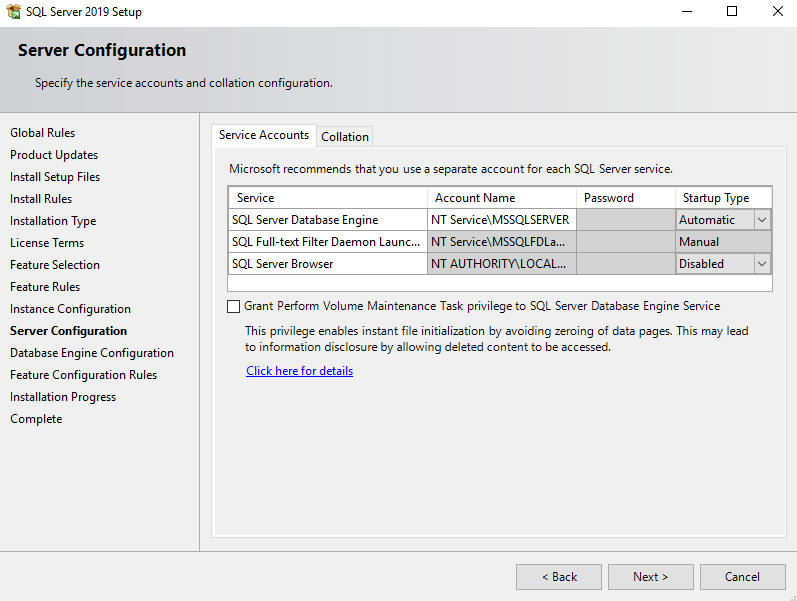 SQL Server 2019 Setup
Server Configuration
Specify the service accounts and collation configuration.
Global Rules
Product Updates
Install Setup Files
Install Rules
Installation Type
License Terms
Feature Selection
Feature Rules
Instance Configuration
Server Configuration
Database Engine Configuration
Feature Configuration Rules
Installation Progress
Complete
Service Accounts Collation
Microsoft recommends that you use a separate account for each SQL Server service.
Service Account Name Password Startup Type
SQL Server Database Engine NT Service\MSSQLSERVER Automatic
SQL Full-text Filter Daemon Launc... NT Service\MSSQLFDLa... Manual
SQL Server Browser NT AUTHORITY\LOCAL... Disabled
Grant Perform Volume Maintenance Task privilege to SQL Server Database Engine Service
This privilege enables instant file initialization by avoiding zeroing of data pages. This may lead
to information disclosure by allowing deleted content to be accessed.
Click here for details
< Back Next > Cancel